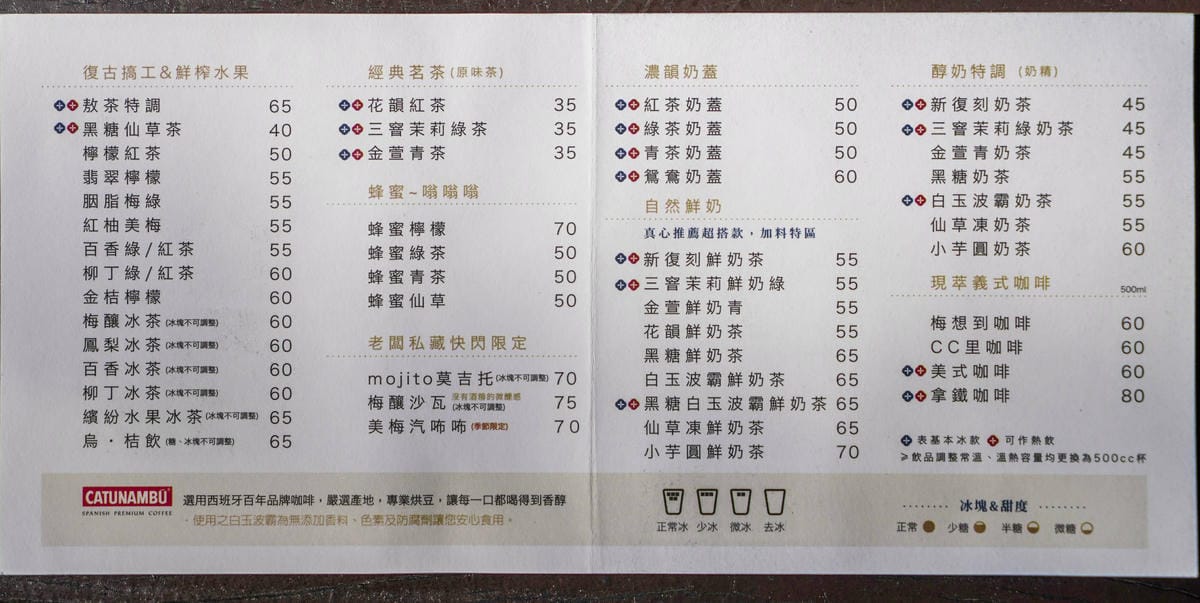 復古搞工&鮮榨水果
敖茶特調 65
黑糖仙草茶 40
檸檬紅茶 50
翡翠檸檬 55
胭脂梅綠 55
紅柚美梅 55
百香綠/紅茶 55
柳丁綠/紅茶 60
金桔檸檬 60
梅釀冰茶(冰塊不可調整) 60
鳳梨冰茶(冰塊不可調整) 60
百香冰茶(冰塊不可調整) 60
柳丁冰茶(冰塊不可調整) 60
繽紛水果冰茶(冰塊不可調整) 65
烏・桔飲(糖、冰塊不可調整) 65
經典茗茶(原味茶)
花韻紅茶 35
三窨茉莉綠茶 35
金萱青茶 35
蜂蜜~嗡嗡嗡
蜂蜜檸檬 70
蜂蜜綠茶 50
蜂蜜青茶 50
蜂蜜仙草 50
老闆私藏快閃限定
mojito莫吉托(冰塊不可調整) 70
梅釀沙瓦 沒有酒精的微醺感 (冰塊不可調整) 75
美梅汽咘咘(季節限定) 70
濃韻奶蓋
紅茶奶蓋 50
綠茶奶蓋 50
青茶奶蓋 50
鴛鴦奶蓋 60
自然鮮奶
真心推薦超搭款，加料特區
新復刻鮮奶茶 55
三窨茉莉鮮奶綠 55
金萱鮮奶青 55
花韻鮮奶茶 55
黑糖鮮奶茶 65
白玉波霸鮮奶茶 65
黑糖白玉波霸鮮奶茶 65
仙草凍鮮奶茶 65
小芋圓鮮奶茶 70
醇奶特調 (奶精)
新復刻奶茶 45
三窨茉莉綠奶茶 45
金萱青奶茶 45
黑糖奶茶 55
白玉波霸奶茶 55
仙草凍奶茶 55
小芋圓奶茶 60
現萃義式咖啡 500ml
梅想到咖啡 60
CC里咖啡 60
美式咖啡 60
拿鐵咖啡 80
表基本冰款 可作熱飲
≥飲品調整常溫、溫熱容量均更換為500cc杯
CATUNAMBÚ
SPANISH PREMIUM COFFEE
選用西班牙百年品牌咖啡，嚴選產地，專業烘豆，讓每一口都喝得到香醇
·使用之白玉波霸為無添加香料、色素及防腐劑讓您安心食用。
正常冰 少冰 微冰 去冰
冰塊&甜度
正常 少糖 半糖 微糖